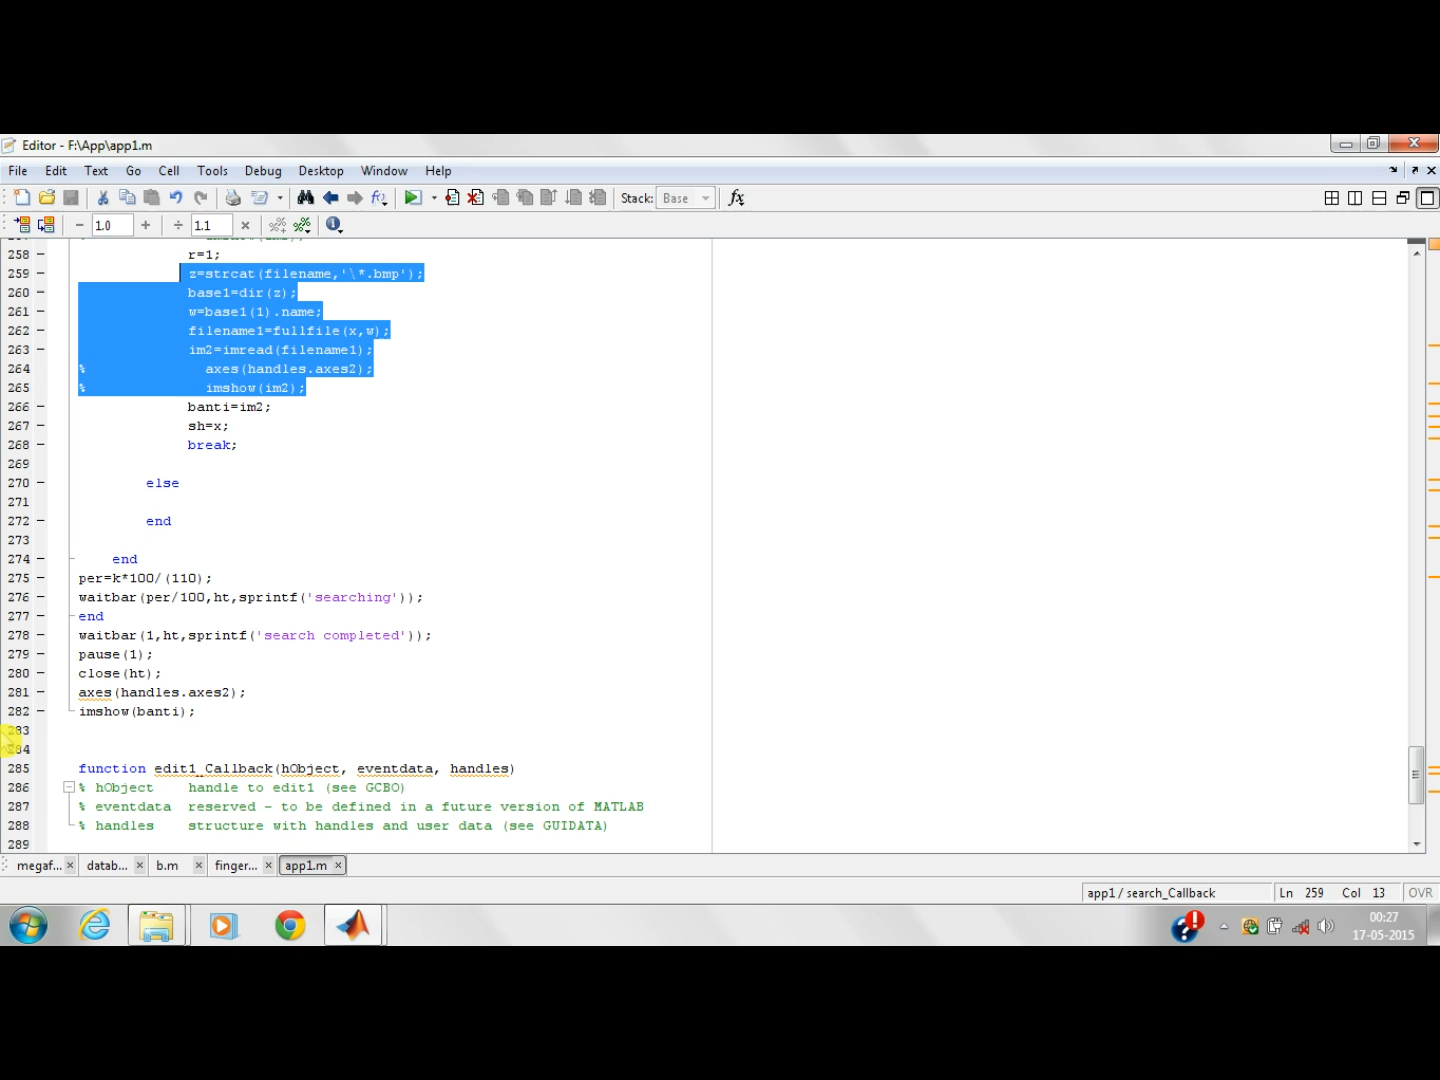 Editor - F:\App\app1.m
File Edit Text Go Cell Tools Debug Desktop Window Help
Stack: Base fx
− 1.0 + ÷ 1.1 ×
258 − r=1;
259 − z=strcat(filename,'\*.bmp');
260 − base1=dir(z);
261 − w=base1(1).name;
262 − filename1=fullfile(x,w);
263 − im2=imread(filename1);
264 % axes(handles.axes2);
265 % imshow(im2);
266 − banti=im2;
267 − sh=x;
268 − break;
269
270 − else
271
272 − end
273
274 − end
275 − per=k*100/(110);
276 − waitbar(per/100,ht,sprintf('searching'));
277 − end
278 − waitbar(1,ht,sprintf('search completed'));
279 − pause(1);
280 − close(ht);
281 − axes(handles.axes2);
282 − imshow(banti);
283
284
285 function edit1_Callback(hObject, eventdata, handles)
286 % hObject handle to edit1 (see GCBO)
287 % eventdata reserved - to be defined in a future version of MATLAB
288 % handles structure with handles and user data (see GUIDATA)
289
megaf... × datab... × b.m × finger... × app1.m ×
app1 / search_Callback Ln 259 Col 13 OVR
00:27
17-05-2015